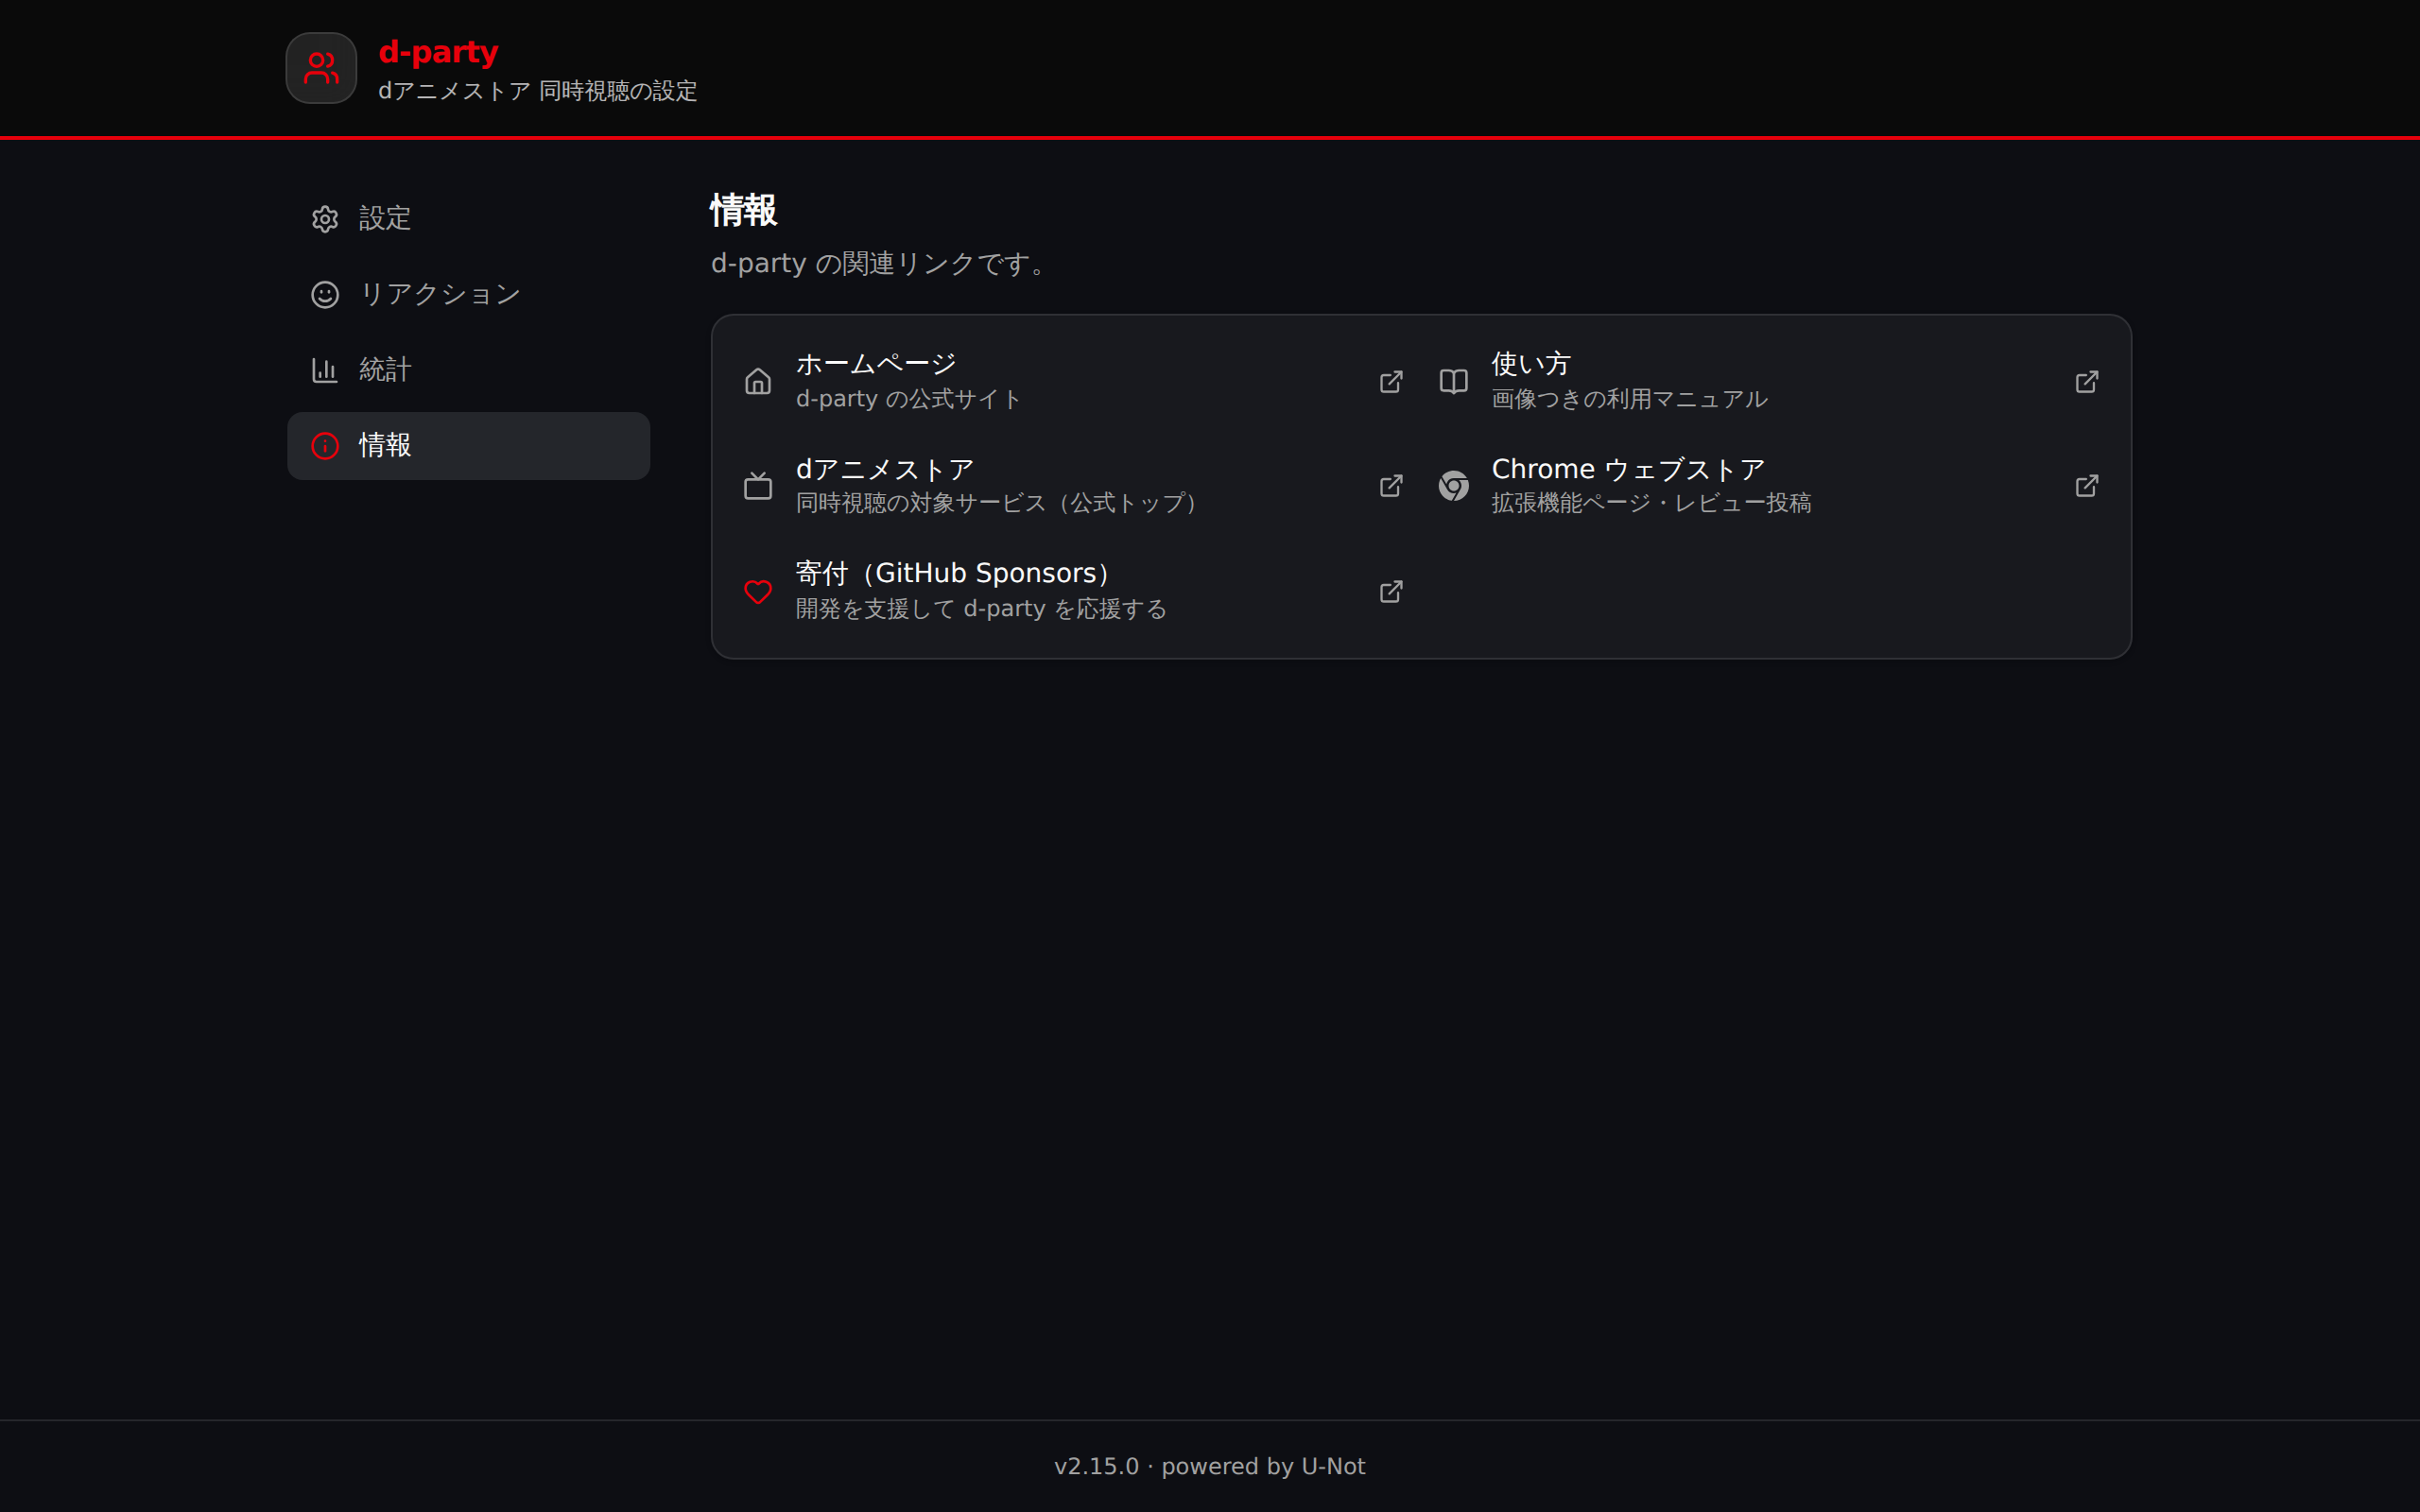 d-party
dアニメストア 同時視聴の設定
設定
リアクション
統計
情報
情報
d-party の関連リンクです。
ホームページ
d-party の公式サイト
使い方
画像つきの利用マニュアル
dアニメストア
同時視聴の対象サービス（公式トップ）
Chrome ウェブストア
拡張機能ページ・レビュー投稿
寄付（GitHub Sponsors）
開発を支援して d-party を応援する
v2.15.0 · powered by U-Not